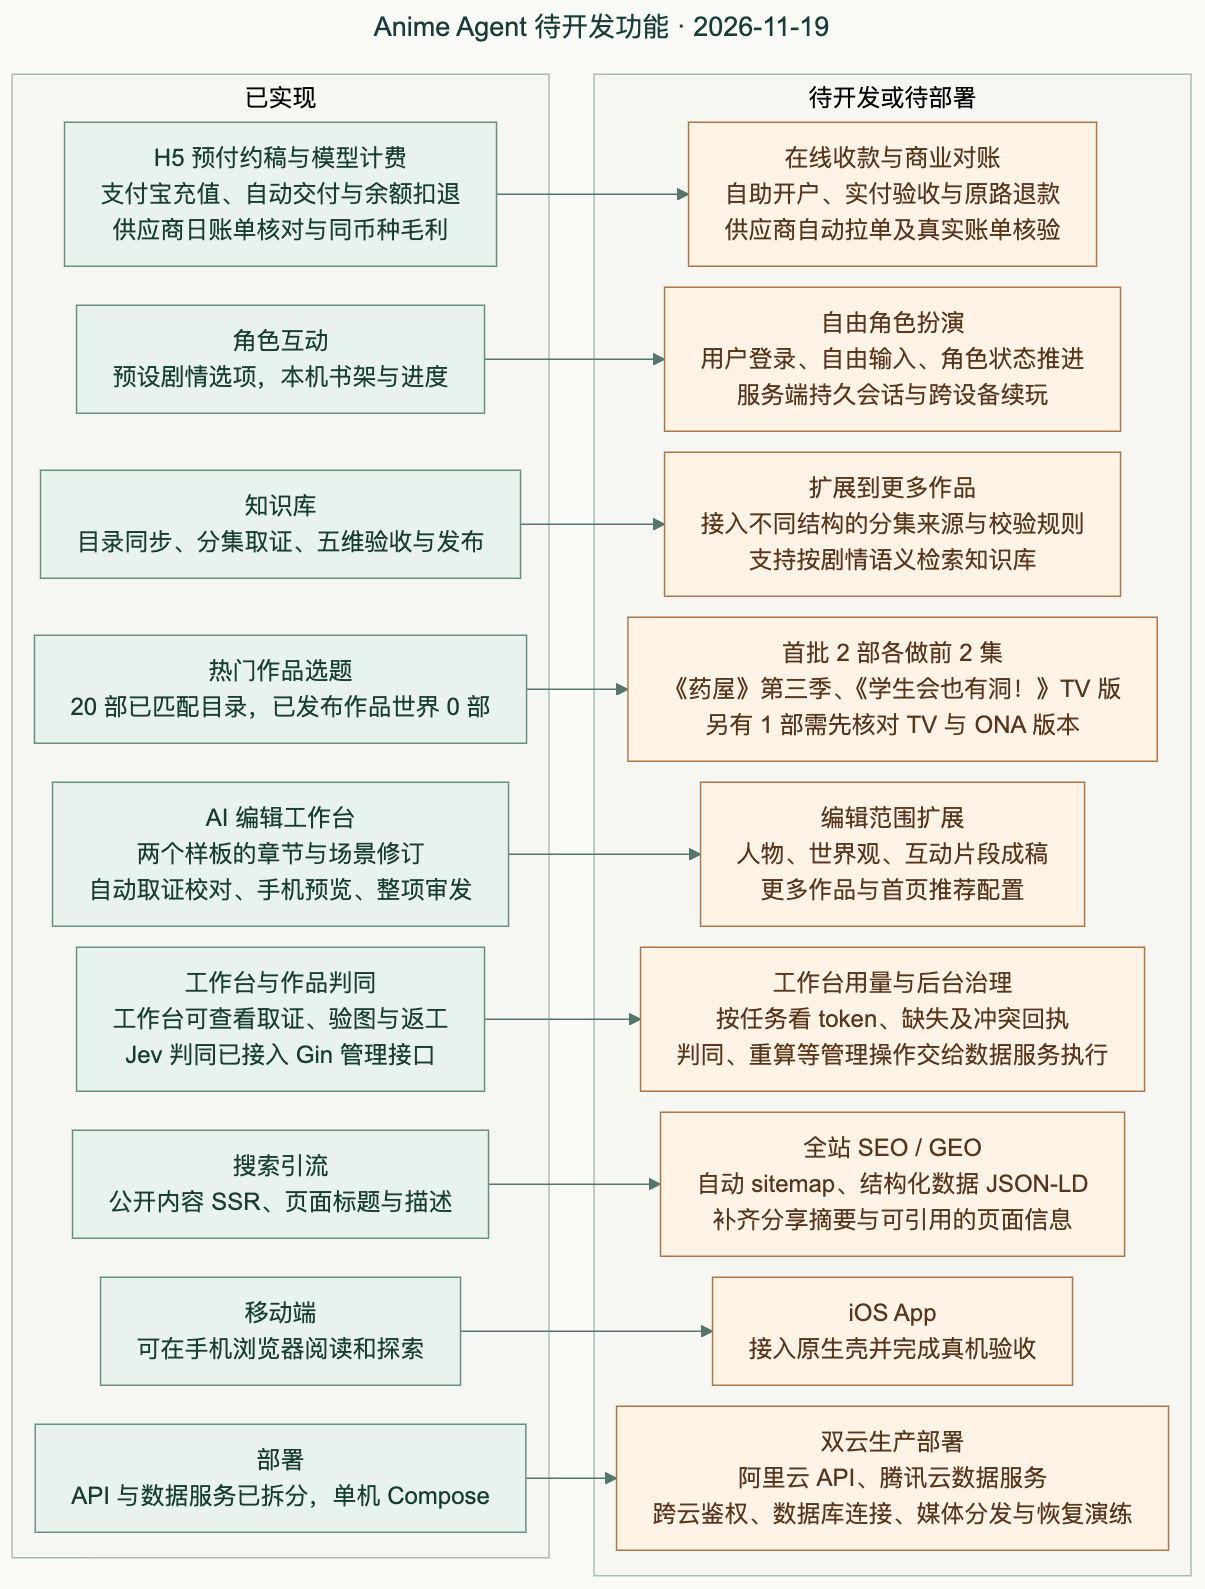 Anime Agent 待开发功能 · 2026-11-19
已实现
待开发或待部署
H5 预付约稿与模型计费
支付宝充值、自动交付与余额扣退
供应商日账单核对与同币种毛利
在线收款与商业对账
自助开户、实付验收与原路退款
供应商自动拉单及真实账单核验
角色互动
预设剧情选项，本机书架与进度
自由角色扮演
用户登录、自由输入、角色状态推进
服务端持久会话与跨设备续玩
知识库
目录同步、分集取证、五维验收与发布
扩展到更多作品
接入不同结构的分集来源与校验规则
支持按剧情语义检索知识库
热门作品选题
20 部已匹配目录，已发布作品世界 0 部
首批 2 部各做前 2 集
《药屋》第三季、《学生会也有洞！》TV 版
另有 1 部需先核对 TV 与 ONA 版本
AI 编辑工作台
两个样板的章节与场景修订
自动取证校对、手机预览、整项审发
编辑范围扩展
人物、世界观、互动片段成稿
更多作品与首页推荐配置
工作台与作品判同
工作台可查看取证、验图与返工
Jev 判同已接入 Gin 管理接口
工作台用量与后台治理
按任务看 token、缺失及冲突回执
判同、重算等管理操作交给数据服务执行
搜索引流
公开内容 SSR、页面标题与描述
全站 SEO / GEO
自动 sitemap、结构化数据 JSON-LD
补齐分享摘要与可引用的页面信息
移动端
可在手机浏览器阅读和探索
iOS App
接入原生壳并完成真机验收
部署
API 与数据服务已拆分，单机 Compose
双云生产部署
阿里云 API、腾讯云数据服务
跨云鉴权、数据库连接、媒体分发与恢复演练